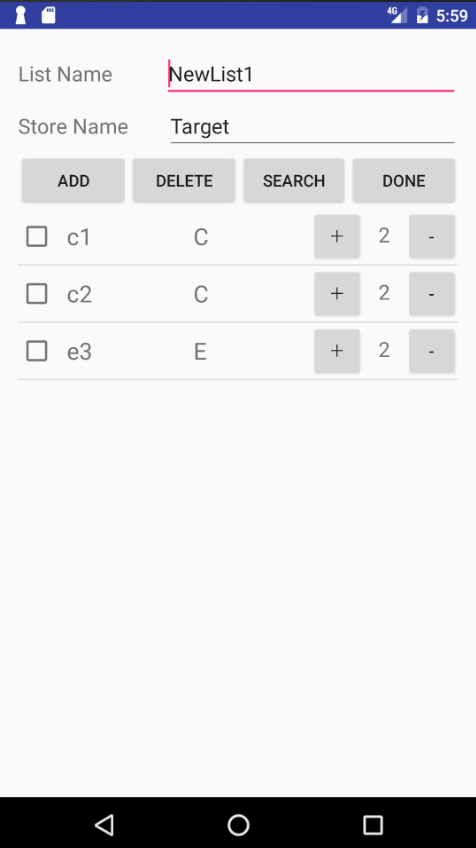 4G 5:59
List Name NewList1
Store Name Target
ADD DELETE SEARCH DONE
c1 C + 2 -
c2 C + 2 -
e3 E + 2 -